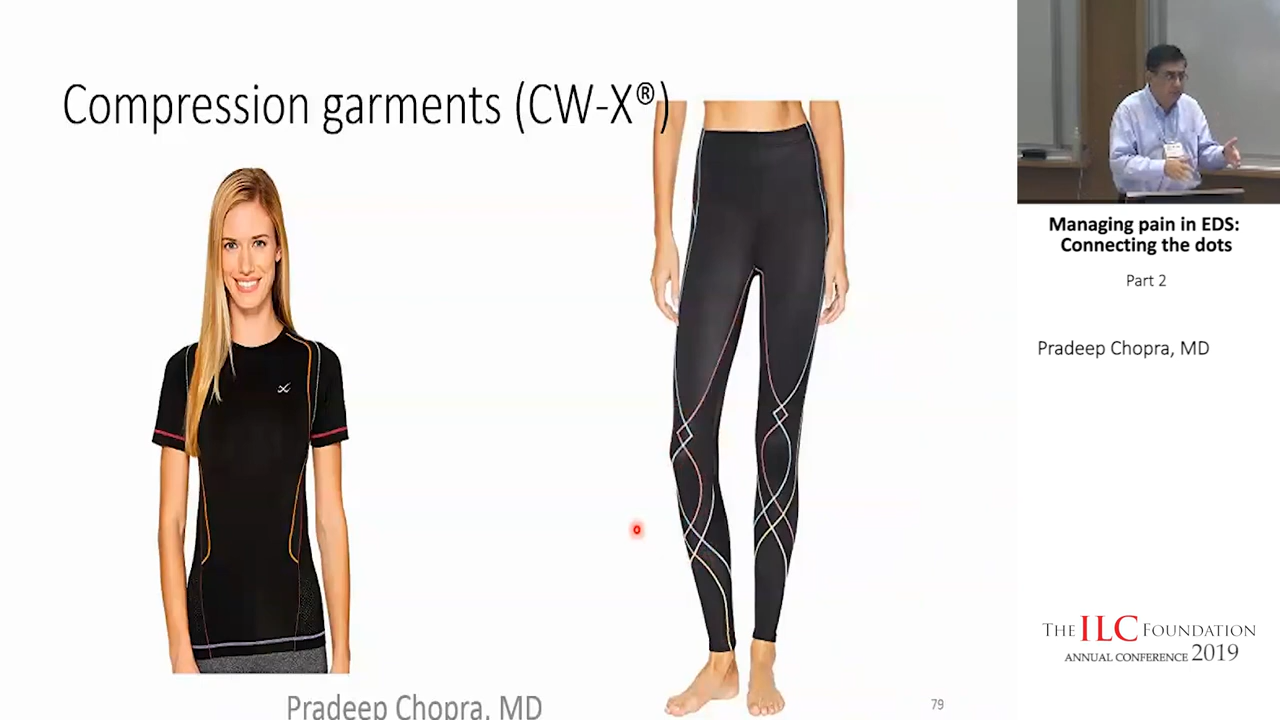 Compression garments (CW-X®)
Pradeep Chopra, MD
79
Managing pain in EDS:
Connecting the dots
Part 2
Pradeep Chopra, MD
THE ILC FOUNDATION
ANNUAL CONFERENCE 2019